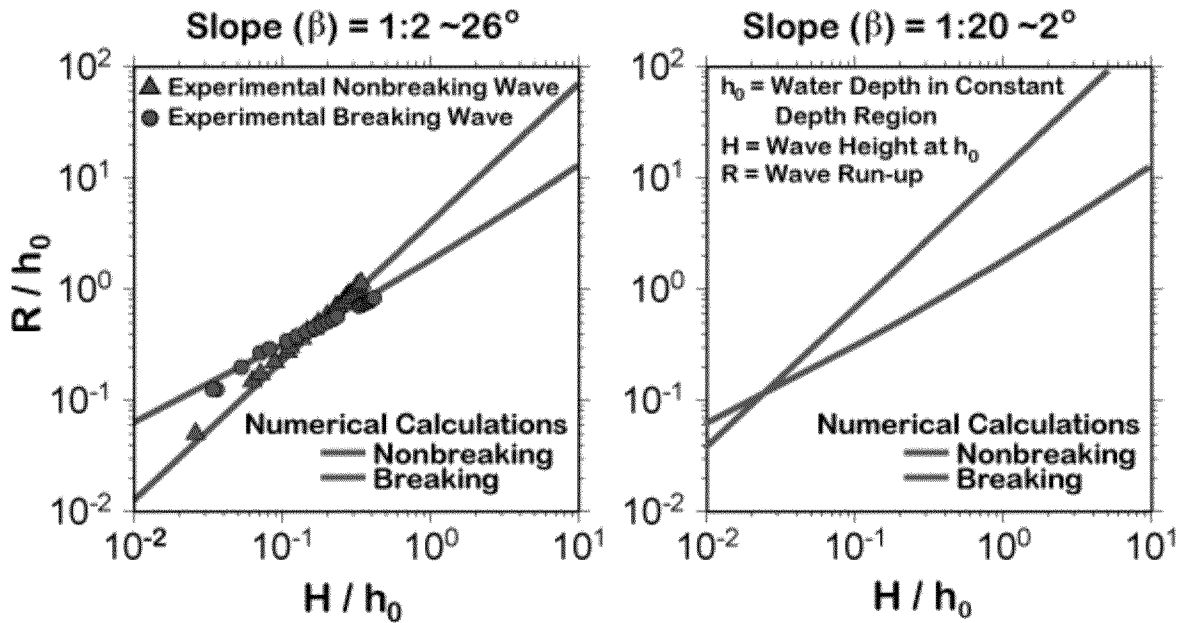 Slope (β) = 1:2 ~26°
10²
10¹
10⁰
10⁻¹
10⁻²
R / h₀
Experimental Nonbreaking Wave
Experimental Breaking Wave
Numerical Calculations
Nonbreaking
Breaking
10⁻² 10⁻¹ 10⁰ 10¹
H / h₀
Slope (β) = 1:20 ~2°
10²
10¹
10⁰
10⁻¹
10⁻²
h₀ = Water Depth in Constant
Depth Region
H = Wave Height at h₀
R = Wave Run-up
Numerical Calculations
Nonbreaking
Breaking
10⁻² 10⁻¹ 10⁰ 10¹
H / h₀